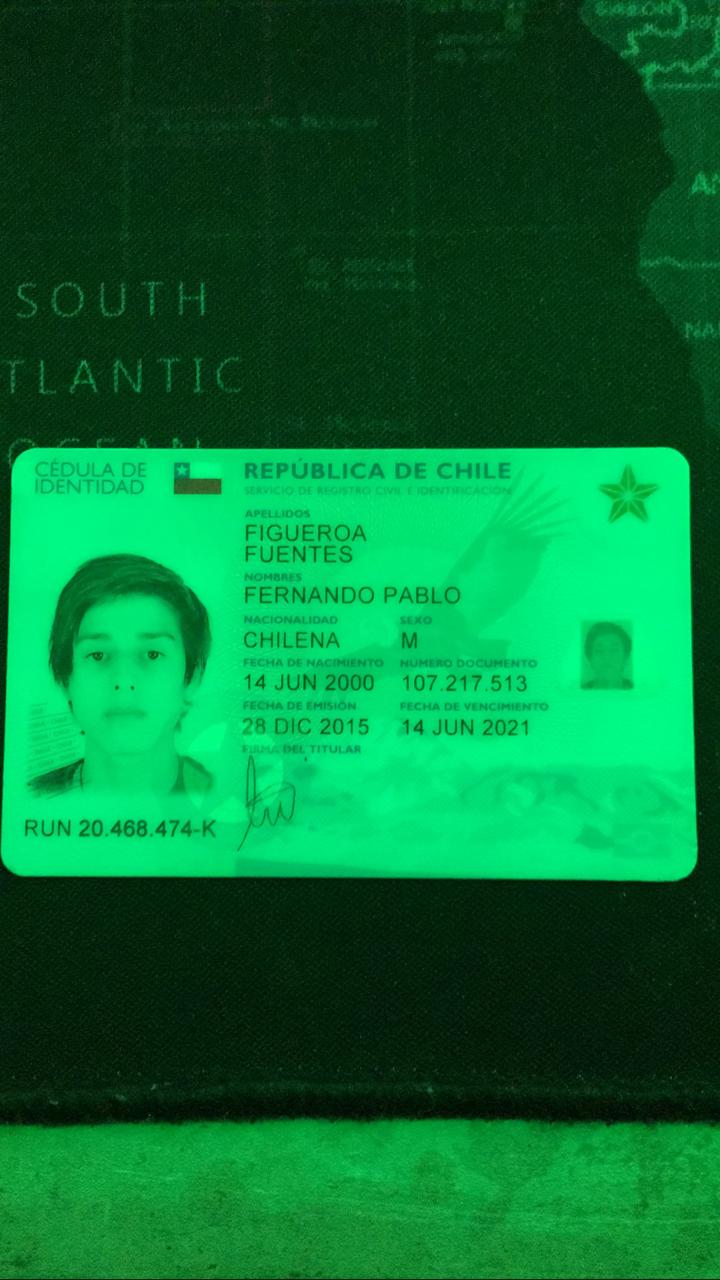 SOUTH
TLANTIC
OCEAN
CÉDULA DE
IDENTIDAD
REPÚBLICA DE CHILE
SERVICIO DE REGISTRO CIVIL E IDENTIFICACIÓN
APELLIDOS
FIGUEROA
FUENTES
NOMBRES
FERNANDO PABLO
NACIONALIDAD SEXO
CHILENA M
FECHA DE NACIMIENTO NÚMERO DOCUMENTO
14 JUN 2000 107.217.513
FECHA DE EMISIÓN FECHA DE VENCIMIENTO
28 DIC 2015 14 JUN 2021
FIRMA DEL TITULAR
RUN 20.468.474-K